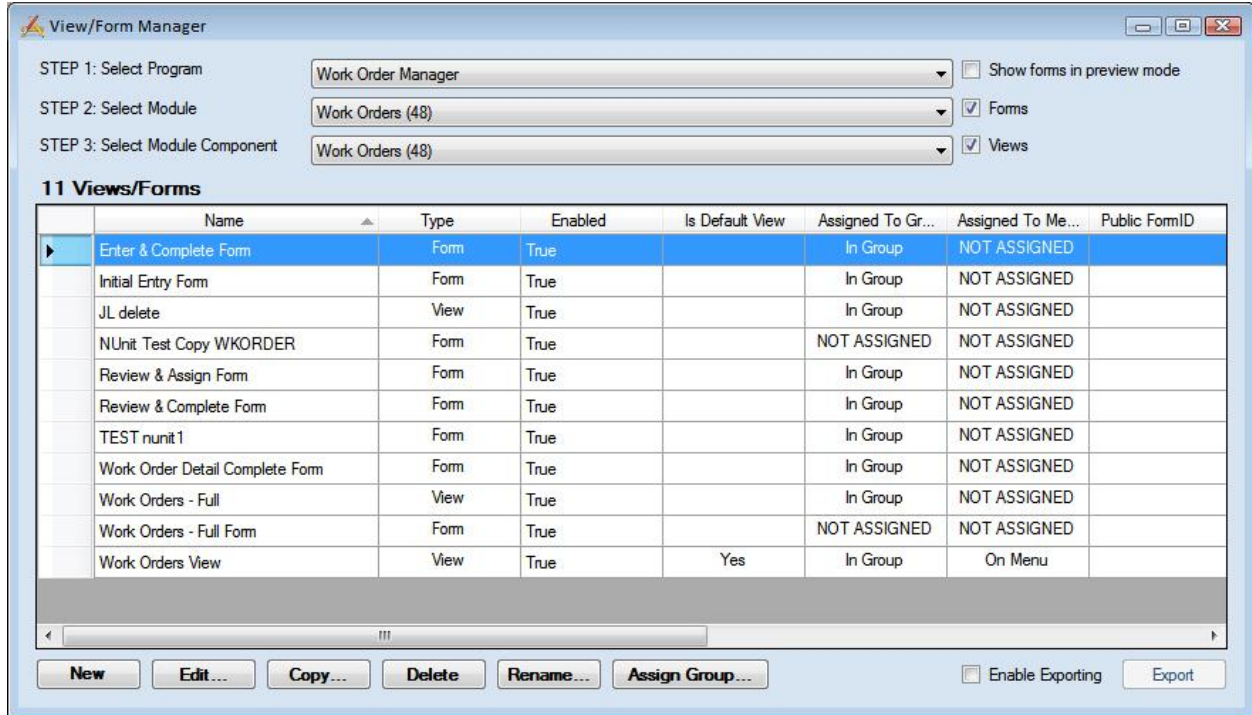 View/Form Manager
STEP 1: Select Program Work Order Manager Show forms in preview mode
STEP 2: Select Module Work Orders (48) Forms
STEP 3: Select Module Component Work Orders (48) Views
11 Views/Forms
Name Type Enabled Is Default View Assigned To Gr... Assigned To Me... Public FormID
Enter & Complete Form Form True In Group NOT ASSIGNED
Initial Entry Form Form True In Group NOT ASSIGNED
JL delete View True In Group NOT ASSIGNED
NUnit Test Copy WKORDER Form True NOT ASSIGNED NOT ASSIGNED
Review & Assign Form Form True In Group NOT ASSIGNED
Review & Complete Form Form True In Group NOT ASSIGNED
TEST nunit1 Form True In Group NOT ASSIGNED
Work Order Detail Complete Form Form True In Group NOT ASSIGNED
Work Orders - Full View True In Group NOT ASSIGNED
Work Orders - Full Form Form True NOT ASSIGNED NOT ASSIGNED
Work Orders View View True Yes In Group On Menu
New Edit... Copy... Delete Rename... Assign Group... Enable Exporting Export